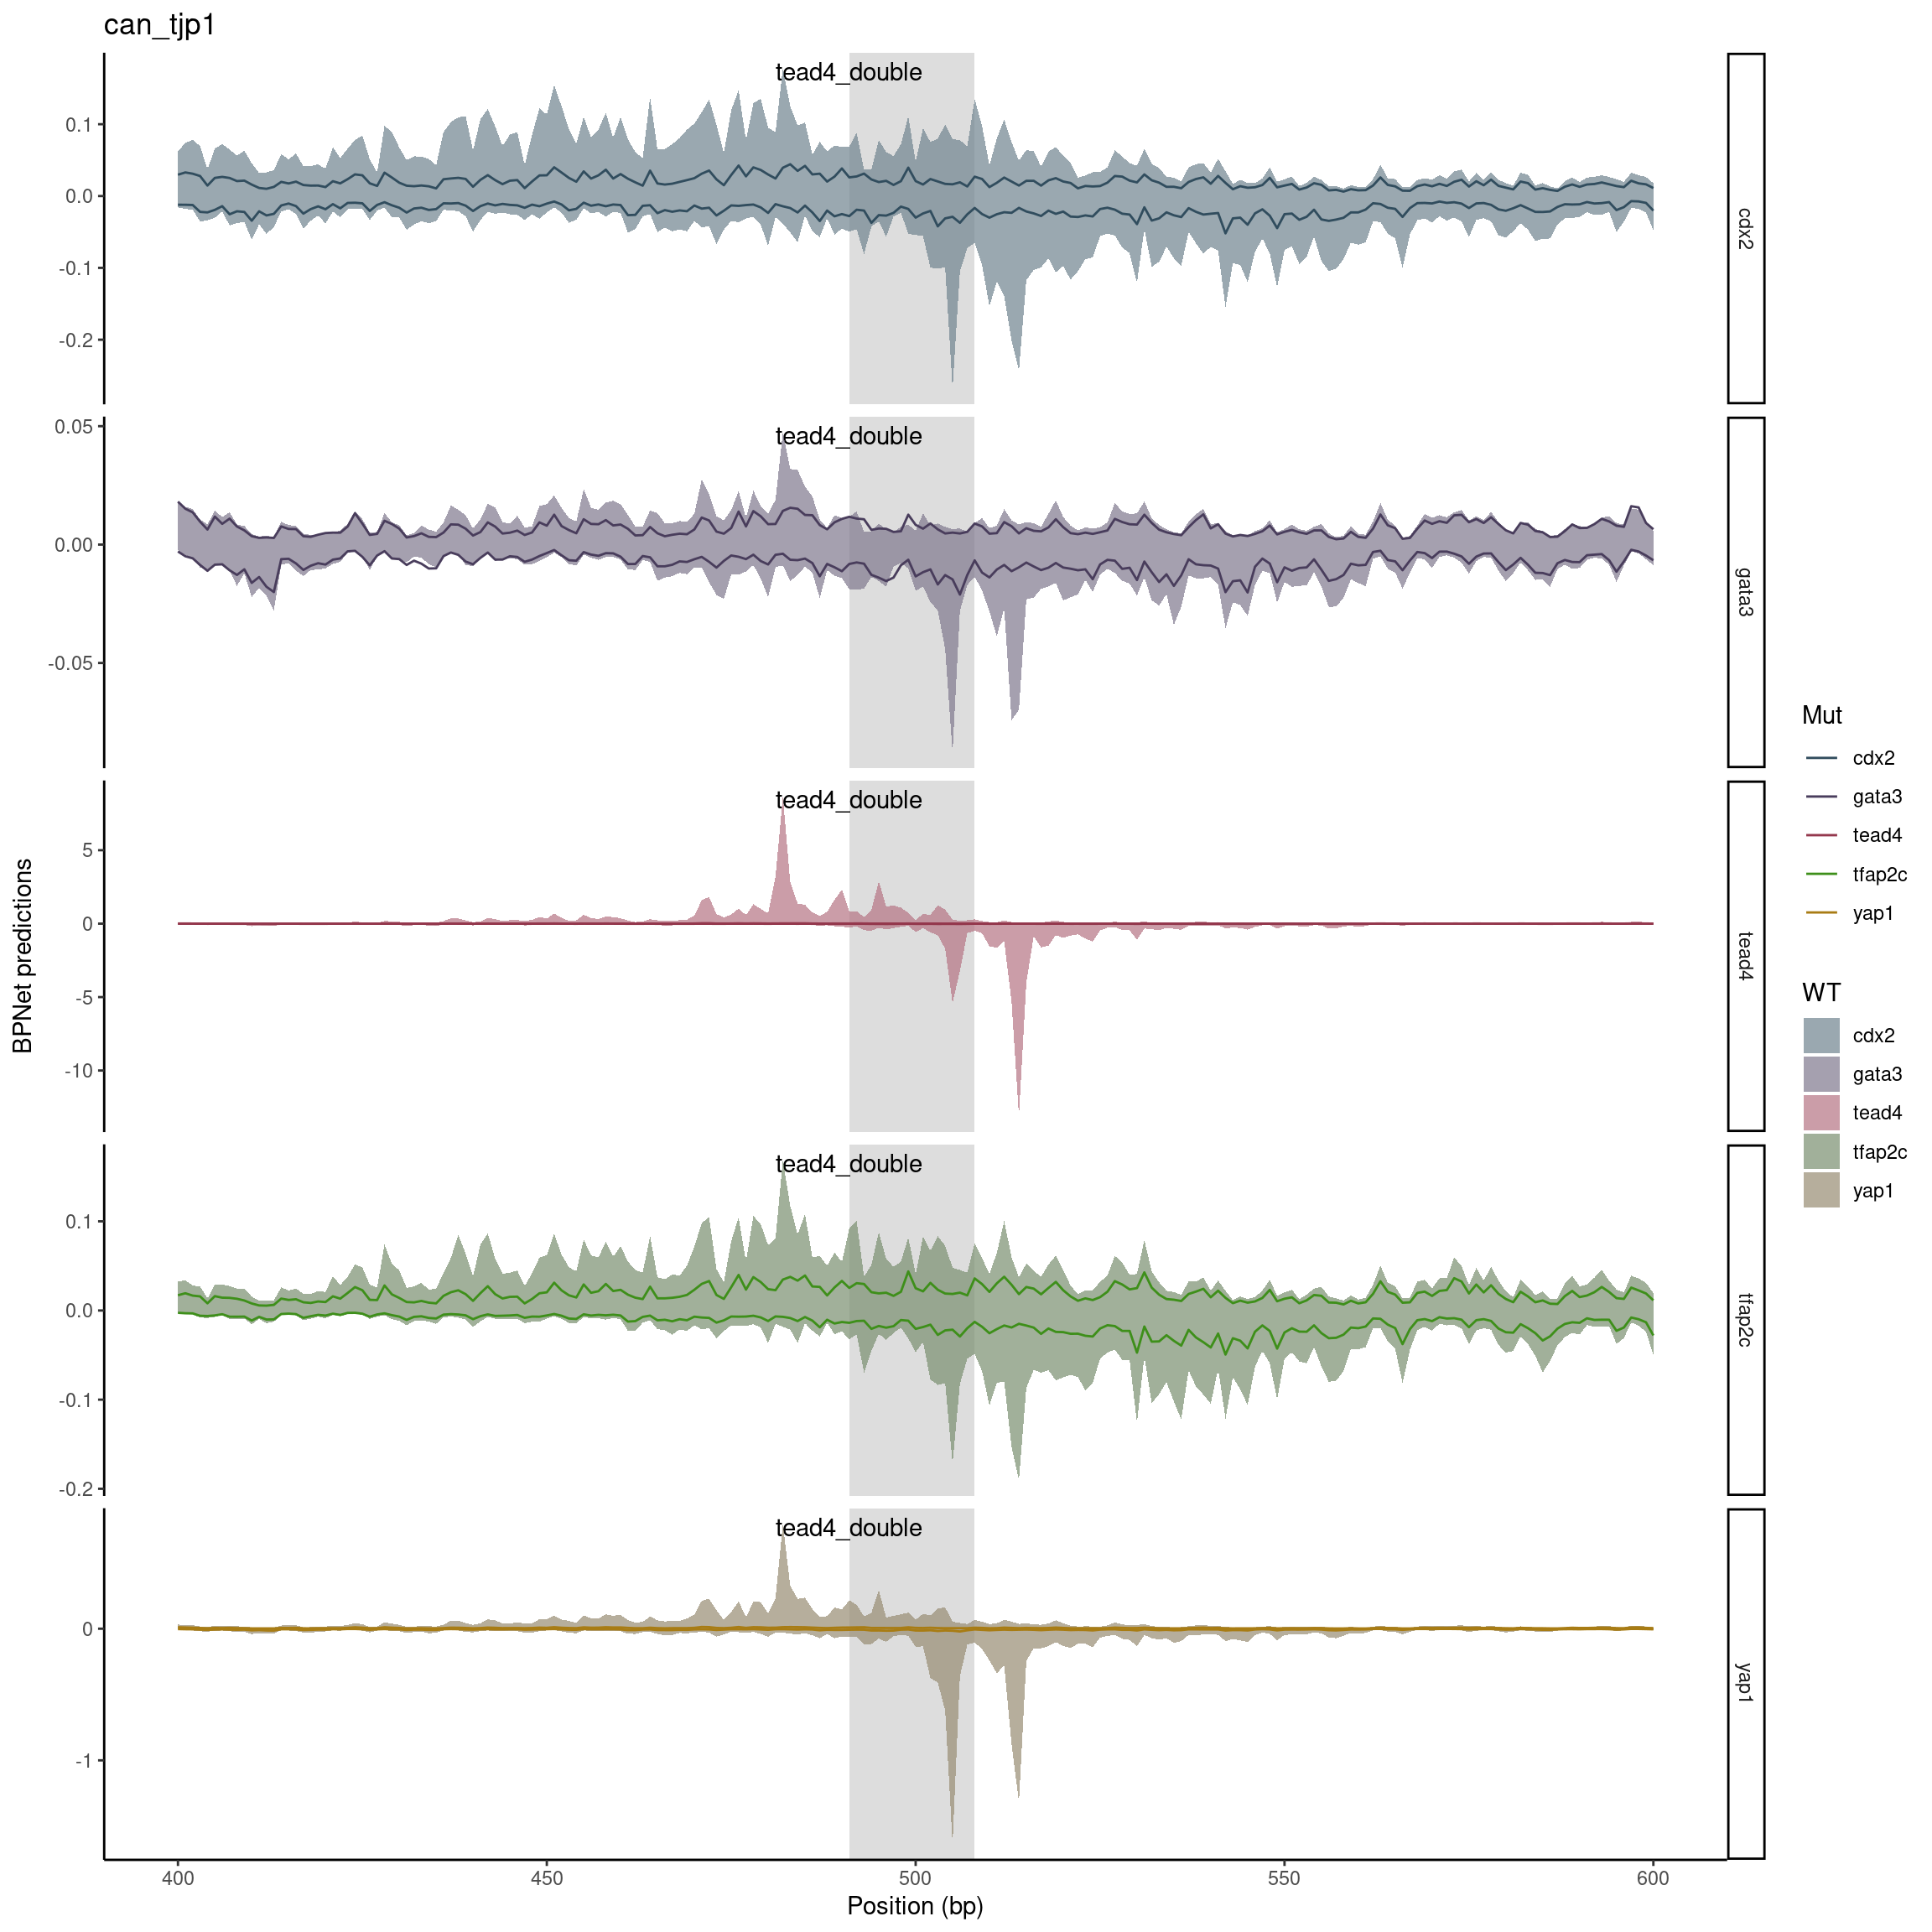 can_tjp1
tead4_double
0.1
0.0
-0.1
-0.2
cdx2
tead4_double
0.05
0.00
-0.05
gata3
tead4_double
5
0
-5
-10
tead4
tead4_double
0.1
0.0
-0.1
-0.2
tfap2c
tead4_double
0
-1
yap1
400
450
500
550
600
Position (bp)
BPNet predictions
Mut
cdx2
gata3
tead4
tfap2c
yap1
WT
cdx2
gata3
tead4
tfap2c
yap1